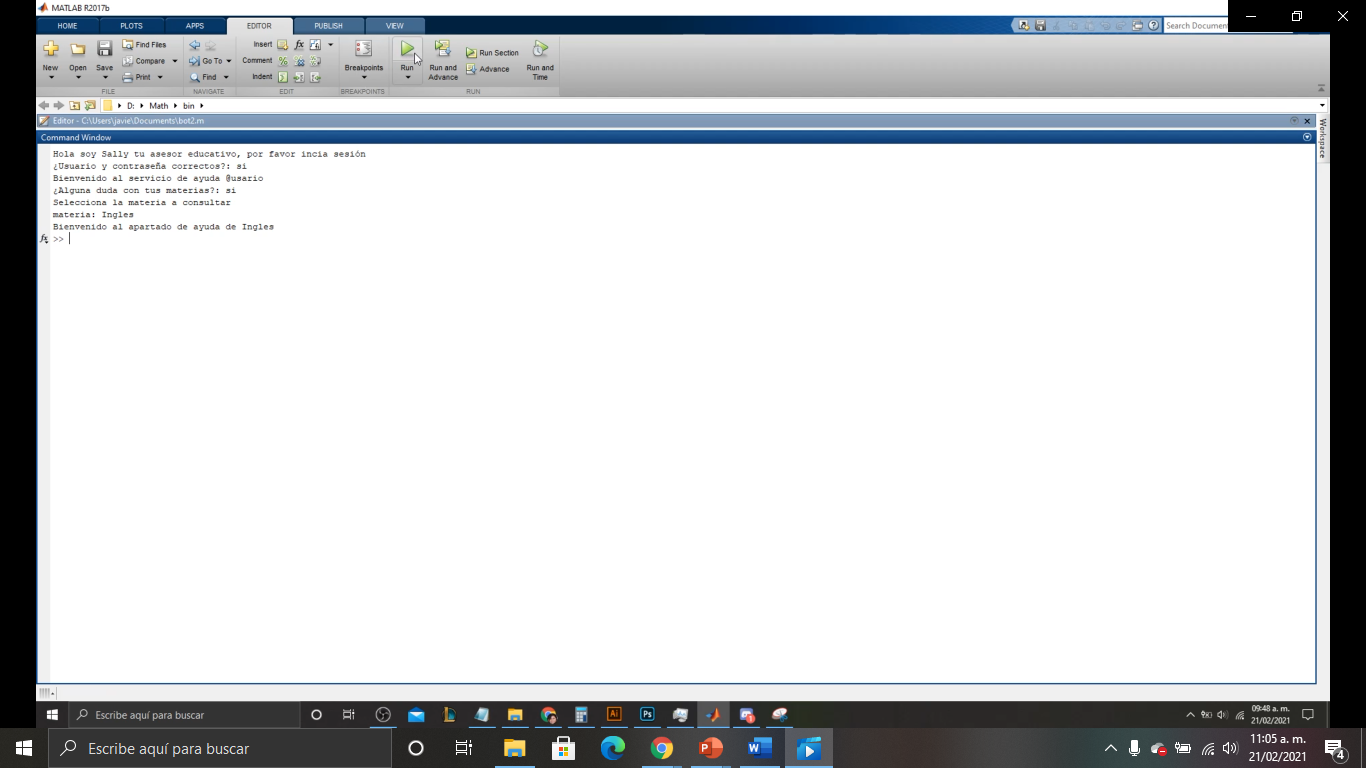 MATLAB R2017b
HOME PLOTS APPS EDITOR PUBLISH VIEW
Search Documen
New Open Save Find Files Compare Print
Go To Find
Insert Comment Indent
Breakpoints
Run Run and Advance Run Section Advance Run and Time
FILE NAVIGATE EDIT BREAKPOINTS RUN
D: Math bin
Editor - C:\Users\javie\Documents\bot2.m
Command Window
Workspace
Hola soy Sally tu asesor educativo, por favor incia sesión
¿Usuario y contraseña correctos?: si
Bienvenido al servicio de ayuda @usario
¿Alguna duda con tus materias?: si
Selecciona la materia a consultar
materia: Ingles
Bienvenido al apartado de ayuda de Ingles
fx >>
Escribe aquí para buscar
09:48 a. m.
21/02/2021
Escribe aquí para buscar
11:05 a. m.
21/02/2021
4